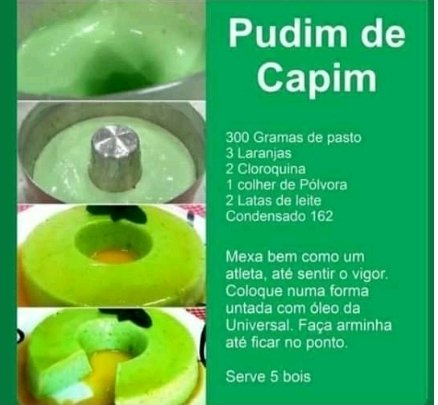 Pudim de
Capim
300 Gramas de pasto
3 Laranjas
2 Cloroquina
1 colher de Pólvora
2 Latas de leite
Condensado 162
Mexa bem como um
atleta, até sentir o vigor.
Coloque numa forma
untada com óleo da
Universal. Faça arminha
até ficar no ponto.
Serve 5 bois